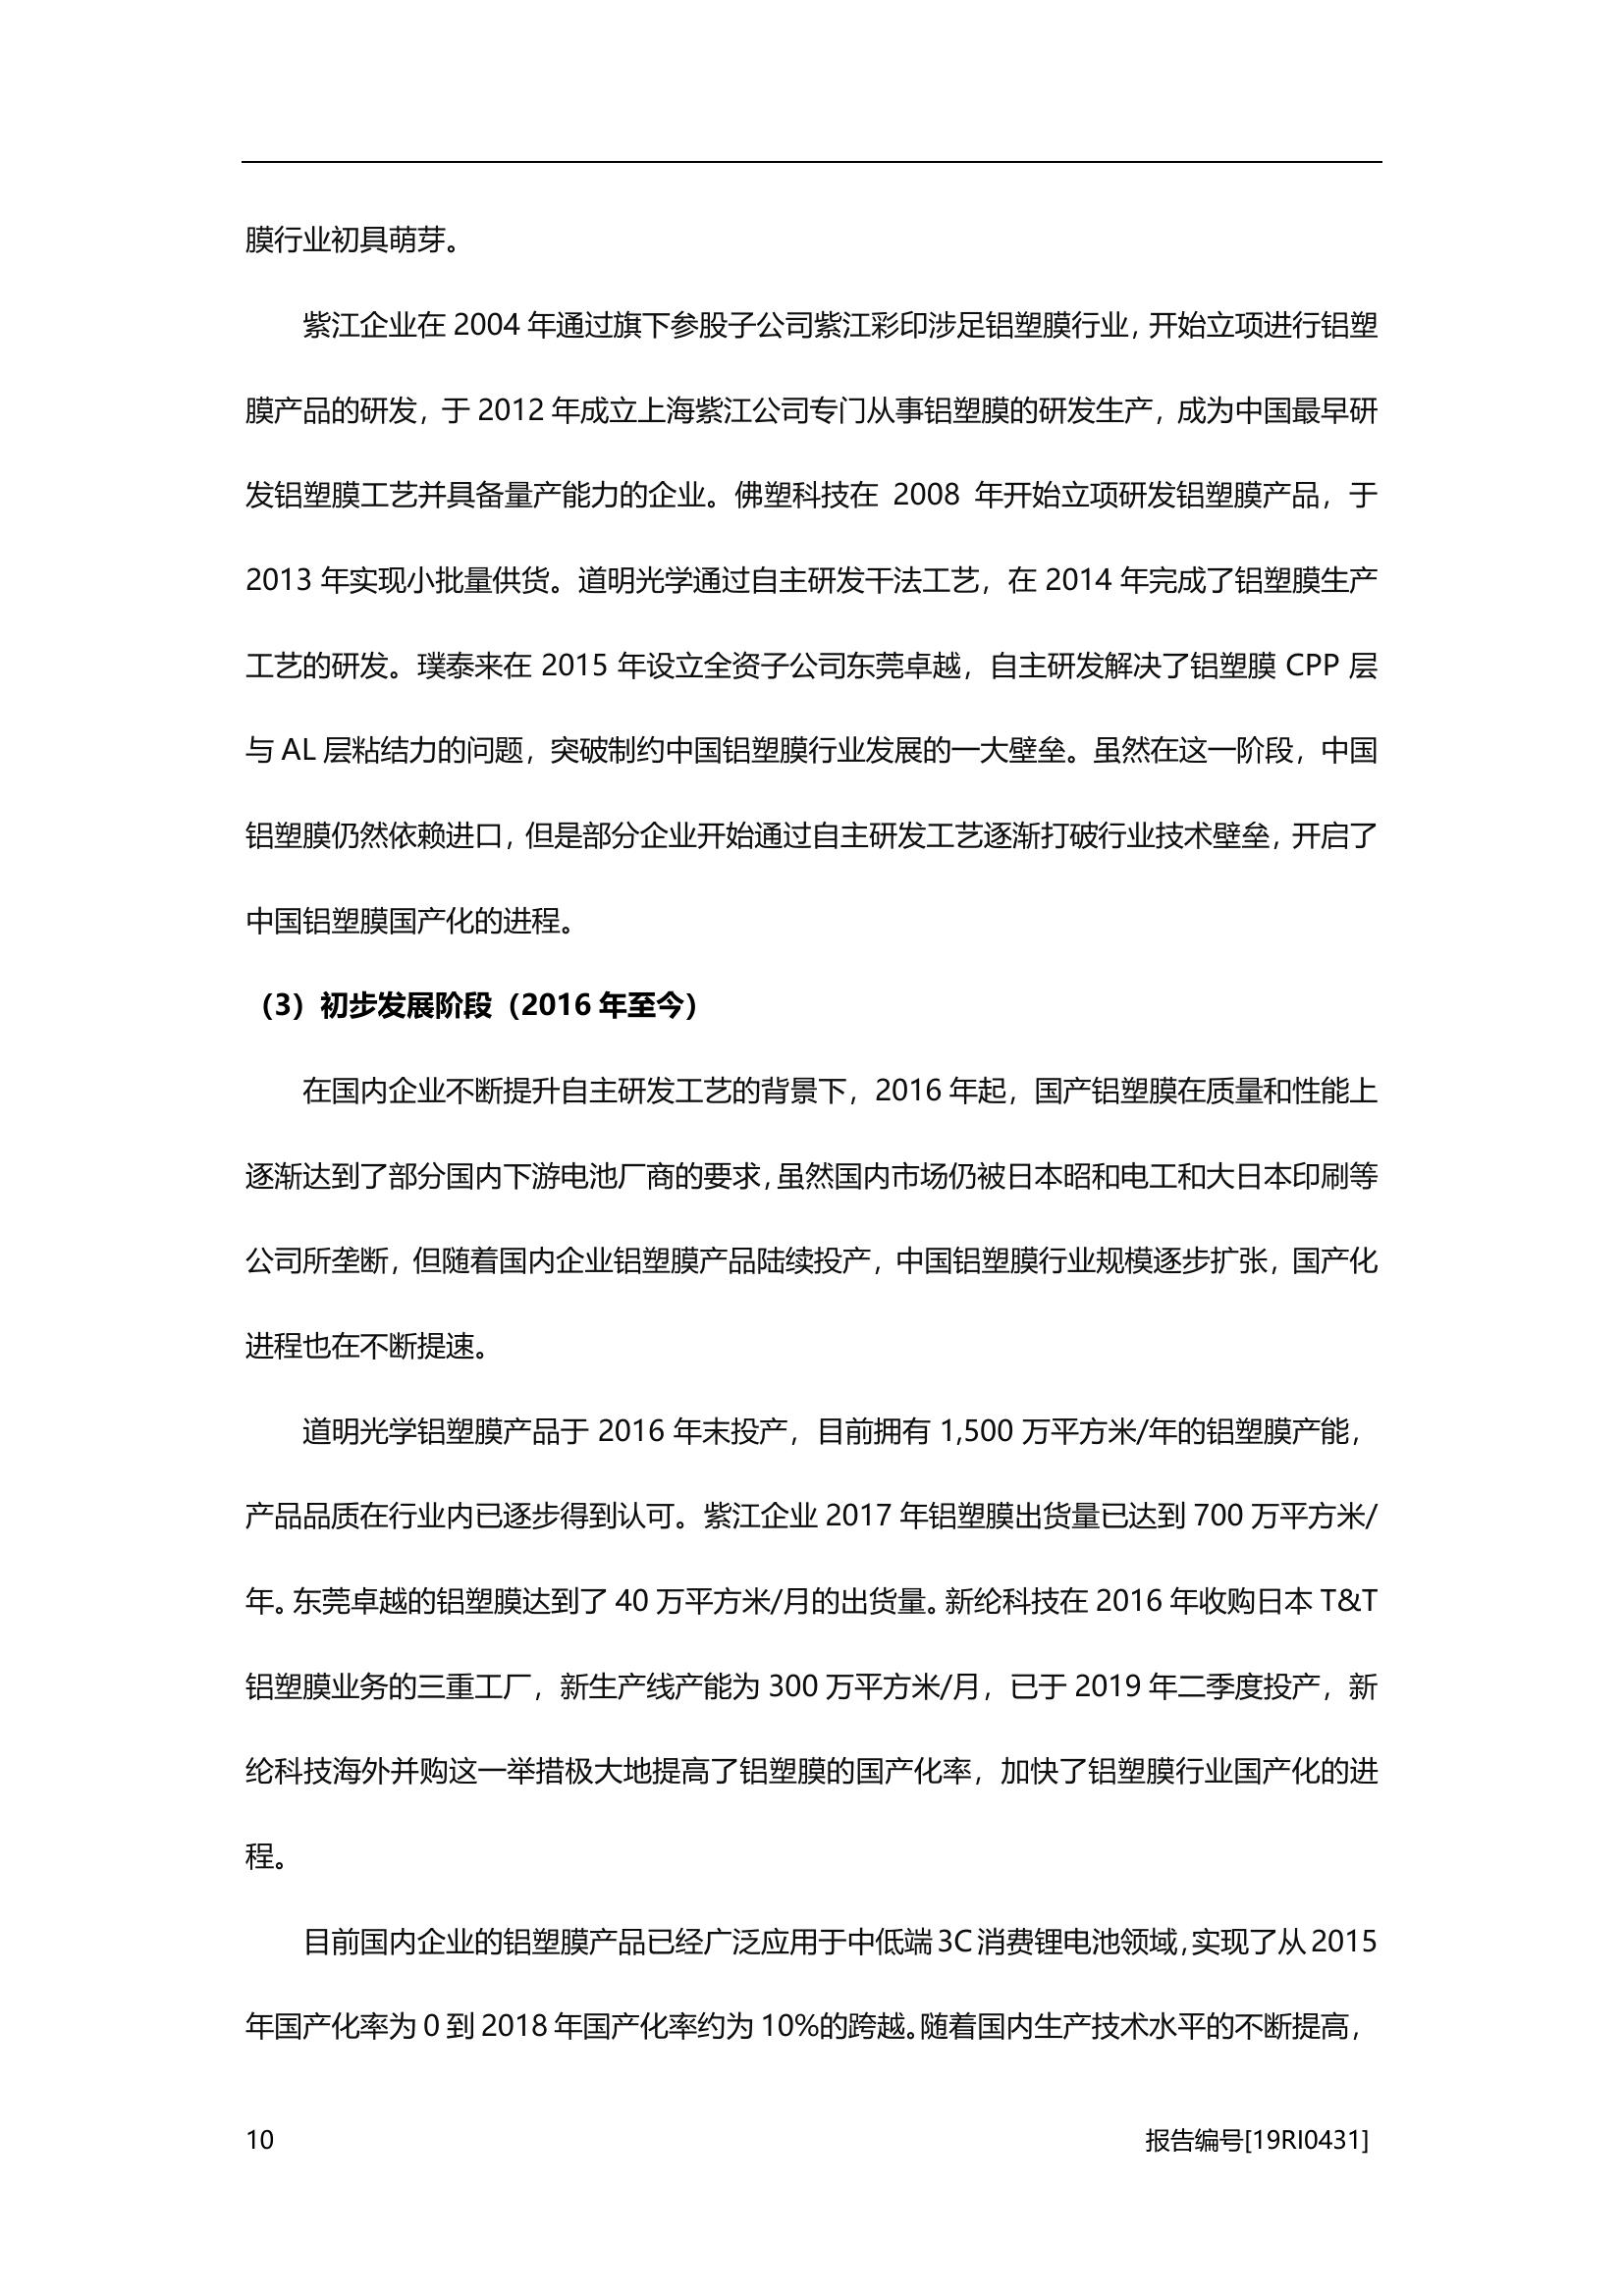 膜行业初具萌芽。
紫江企业在 2004 年通过旗下参股子公司紫江彩印涉足铝塑膜行业，开始立项进行铝塑
膜产品的研发，于 2012 年成立上海紫江公司专门从事铝塑膜的研发生产，成为中国最早研
发铝塑膜工艺并具备量产能力的企业。佛塑科技在 2008 年开始立项研发铝塑膜产品，于
2013 年实现小批量供货。道明光学通过自主研发干法工艺，在 2014 年完成了铝塑膜生产
工艺的研发。璞泰来在 2015 年设立全资子公司东莞卓越，自主研发解决了铝塑膜 CPP 层
与 AL 层粘结力的问题，突破制约中国铝塑膜行业发展的一大壁垒。虽然在这一阶段，中国
铝塑膜仍然依赖进口，但是部分企业开始通过自主研发工艺逐渐打破行业技术壁垒，开启了
中国铝塑膜国产化的进程。
（3）初步发展阶段（2016 年至今）
在国内企业不断提升自主研发工艺的背景下，2016 年起，国产铝塑膜在质量和性能上
逐渐达到了部分国内下游电池厂商的要求，虽然国内市场仍被日本昭和电工和大日本印刷等
公司所垄断，但随着国内企业铝塑膜产品陆续投产，中国铝塑膜行业规模逐步扩张，国产化
进程也在不断提速。
道明光学铝塑膜产品于 2016 年末投产，目前拥有 1,500 万平方米/年的铝塑膜产能，
产品品质在行业内已逐步得到认可。紫江企业 2017 年铝塑膜出货量已达到 700 万平方米/
年。东莞卓越的铝塑膜达到了 40 万平方米/月的出货量。新纶科技在 2016 年收购日本 T&T
铝塑膜业务的三重工厂，新生产线产能为 300 万平方米/月，已于 2019 年二季度投产，新
纶科技海外并购这一举措极大地提高了铝塑膜的国产化率，加快了铝塑膜行业国产化的进
程。
目前国内企业的铝塑膜产品已经广泛应用于中低端 3C 消费锂电池领域，实现了从 2015
年国产化率为 0 到 2018 年国产化率约为 10%的跨越。随着国内生产技术水平的不断提高，
10
报告编号[19RI0431]